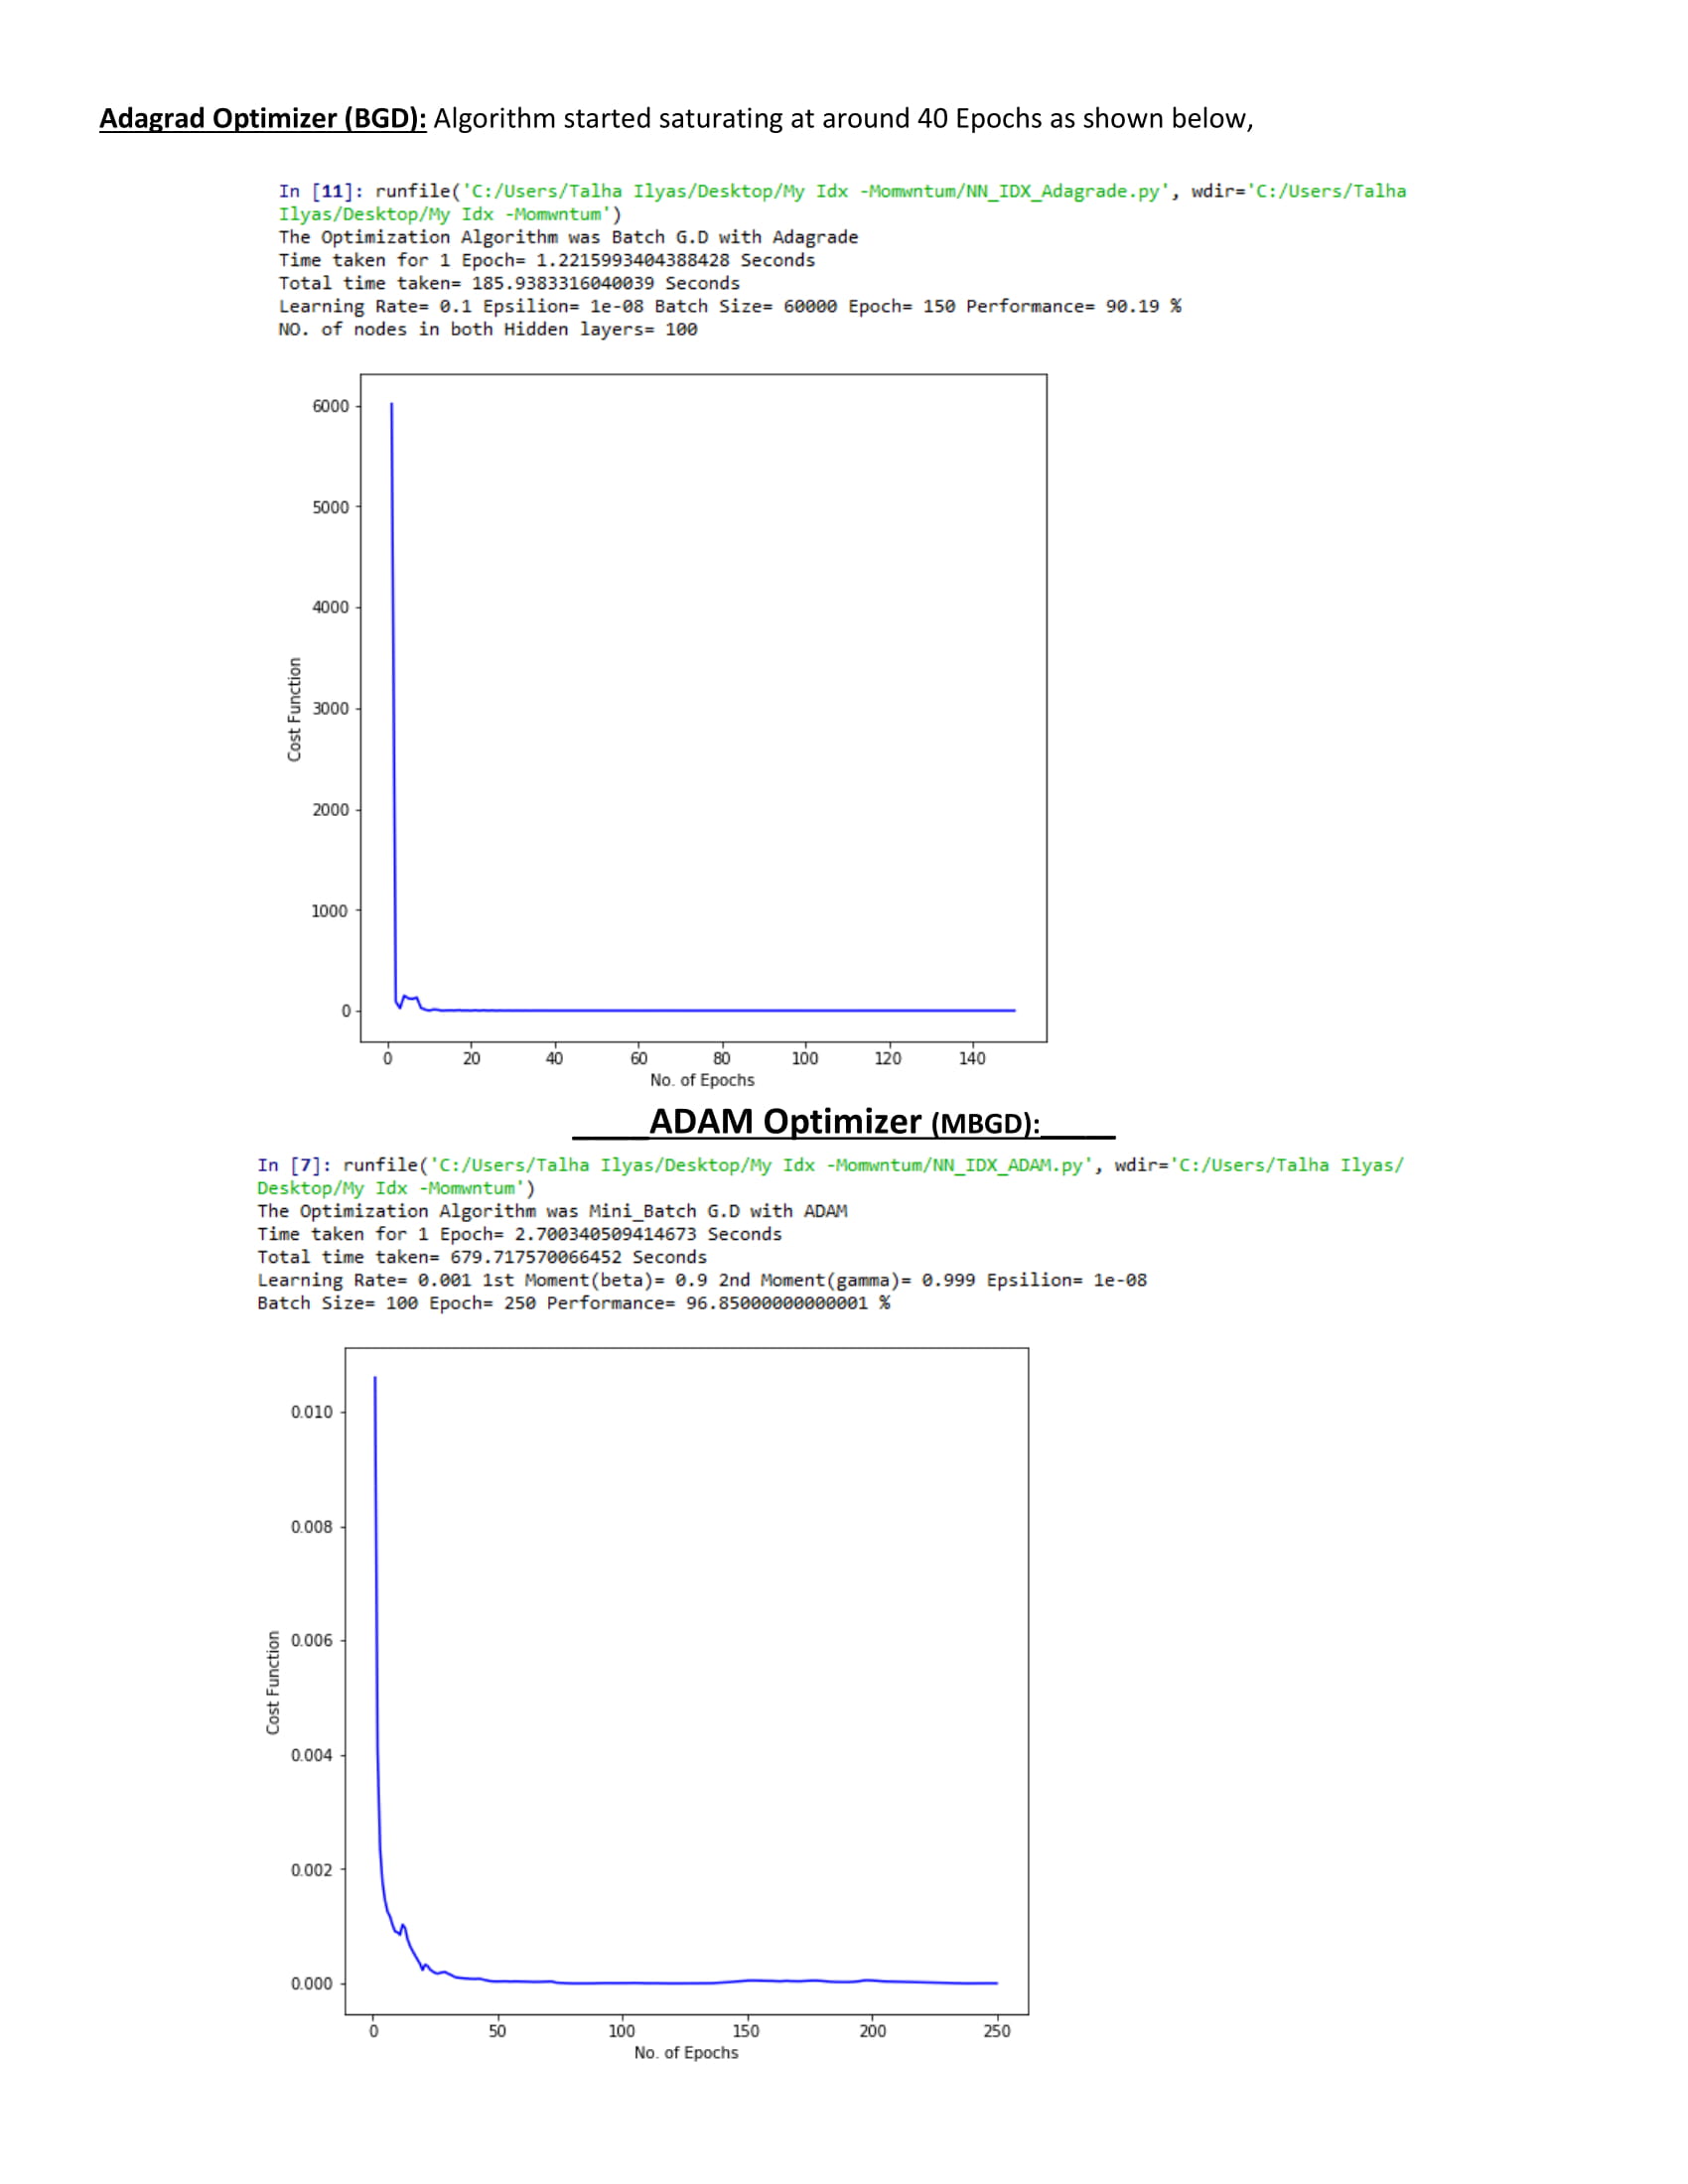 Adagrad Optimizer (BGD): Algorithm started saturating at around 40 Epochs as shown below,
In [11]: runfile('C:/Users/Talha Ilyas/Desktop/My Idx -Momwntum/NN_IDX_Adagrade.py', wdir='C:/Users/Talha
Ilyas/Desktop/My Idx -Momwntum')
The Optimization Algorithm was Batch G.D with Adagrade
Time taken for 1 Epoch= 1.2215993404388428 Seconds
Total time taken= 185.9383316040039 Seconds
Learning Rate= 0.1 Epsilion= 1e-08 Batch Size= 60000 Epoch= 150 Performance= 90.19 %
NO. of nodes in both Hidden layers= 100
6000
5000
4000
3000
2000
1000
0
Cost Function
0 20 40 60 80 100 120 140
No. of Epochs
ADAM Optimizer (MBGD):
In [7]: runfile('C:/Users/Talha Ilyas/Desktop/My Idx -Momwntum/NN_IDX_ADAM.py', wdir='C:/Users/Talha Ilyas/
Desktop/My Idx -Momwntum')
The Optimization Algorithm was Mini_Batch G.D with ADAM
Time taken for 1 Epoch= 2.700340509414673 Seconds
Total time taken= 679.717570066452 Seconds
Learning Rate= 0.001 1st Moment(beta)= 0.9 2nd Moment(gamma)= 0.999 Epsilion= 1e-08
Batch Size= 100 Epoch= 250 Performance= 96.85000000000001 %
0.010
0.008
0.006
0.004
0.002
0.000
Cost Function
0 50 100 150 200 250
No. of Epochs